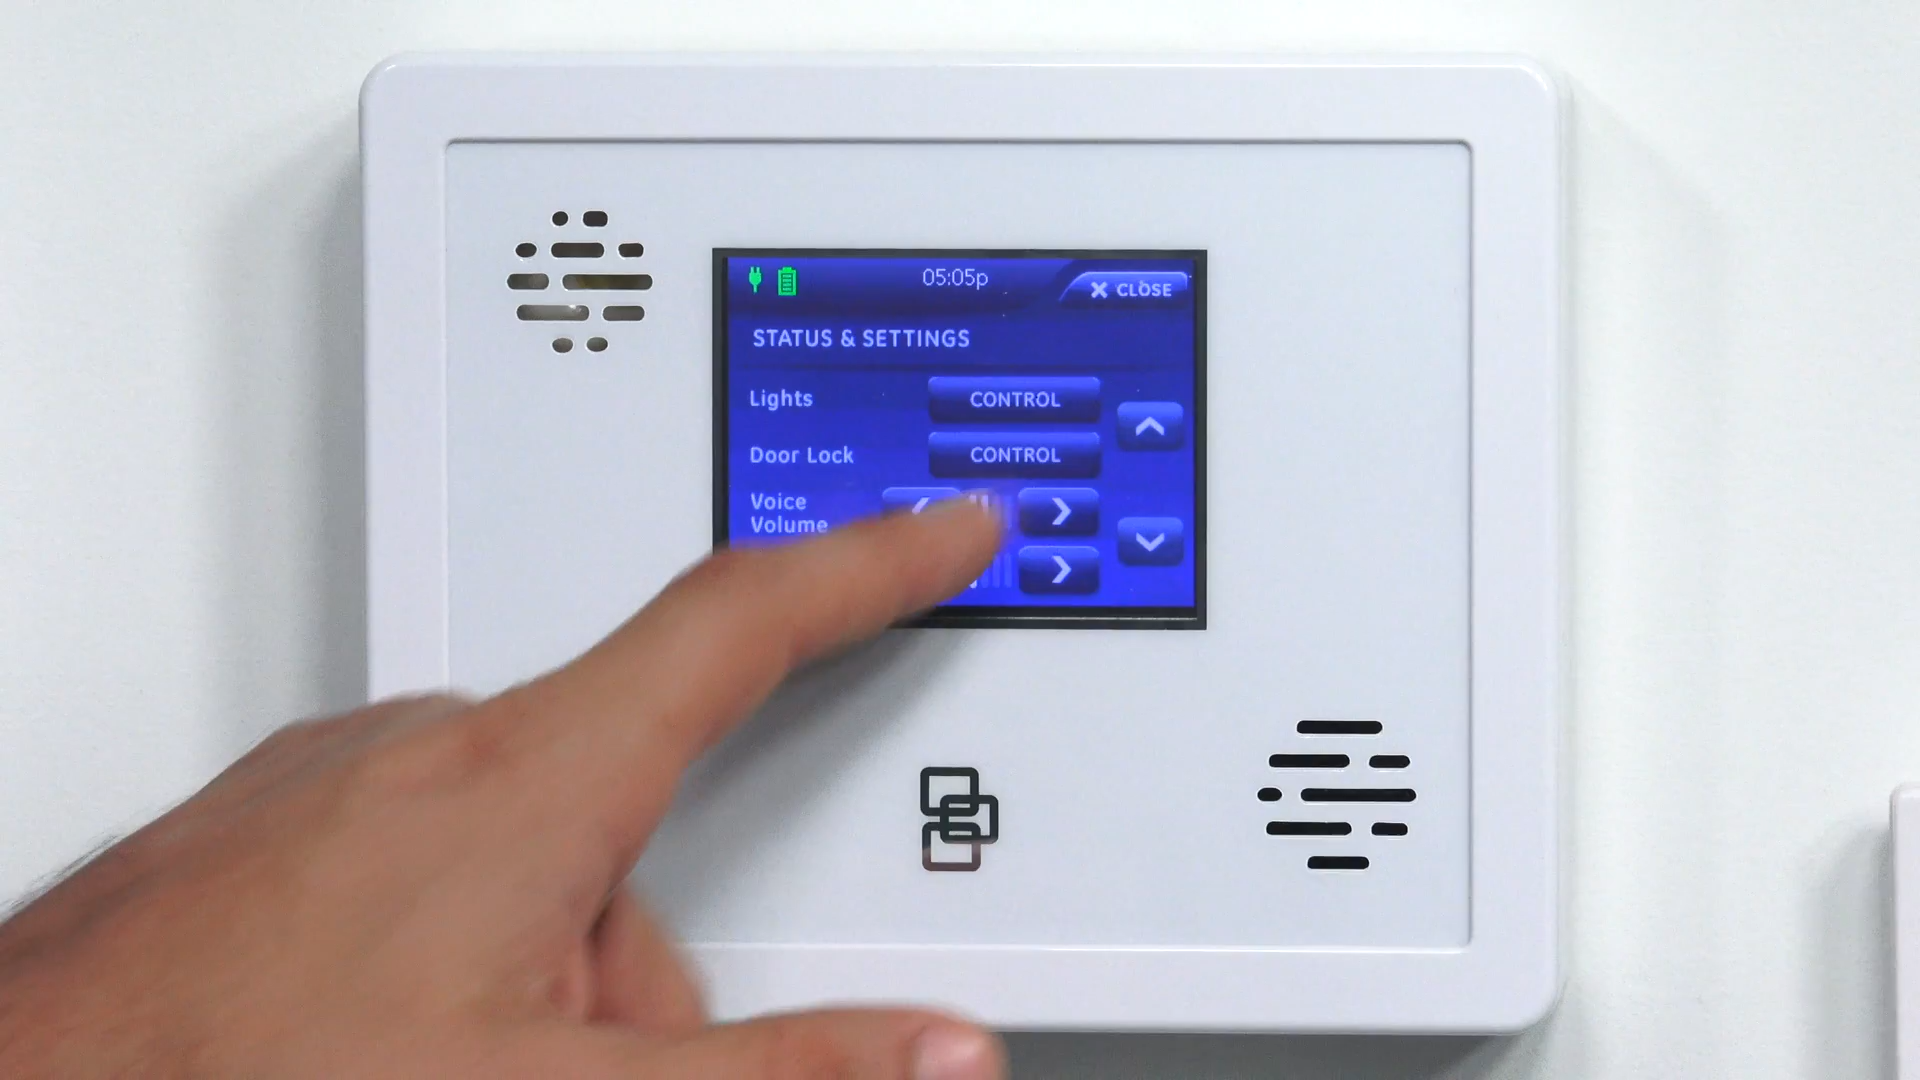 05:05p
X CLOSE
STATUS & SETTINGS
Lights CONTROL
Door Lock CONTROL
Voice
Volume